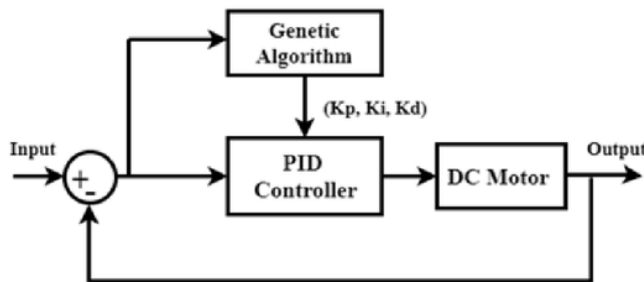 Genetic
Algorithm
(Kp, Ki, Kd)
Input
+
-
PID
Controller
DC Motor
Output